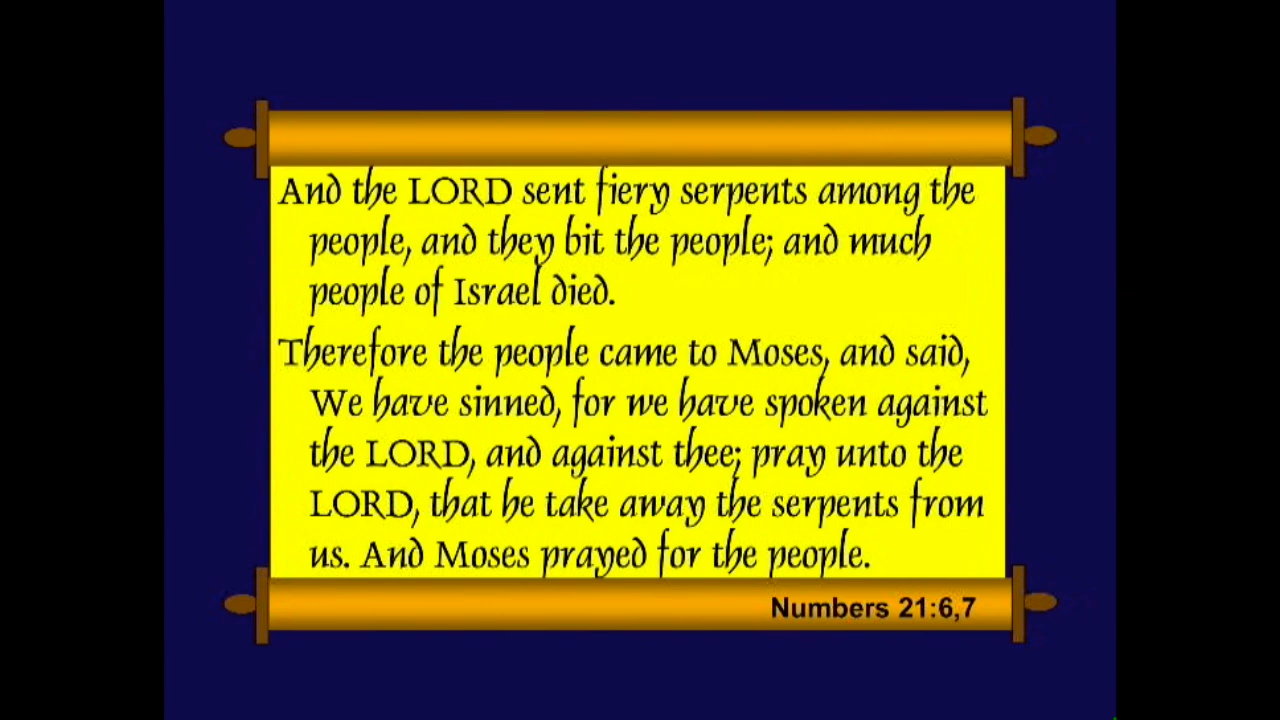 And the LORD sent fiery serpents among the
people, and they bit the people; and much
people of Israel died.
Therefore the people came to Moses, and said,
We have sinned, for we have spoken against
the LORD, and against thee; pray unto the
LORD, that he take away the serpents from
us. And Moses prayed for the people.
Numbers 21:6,7